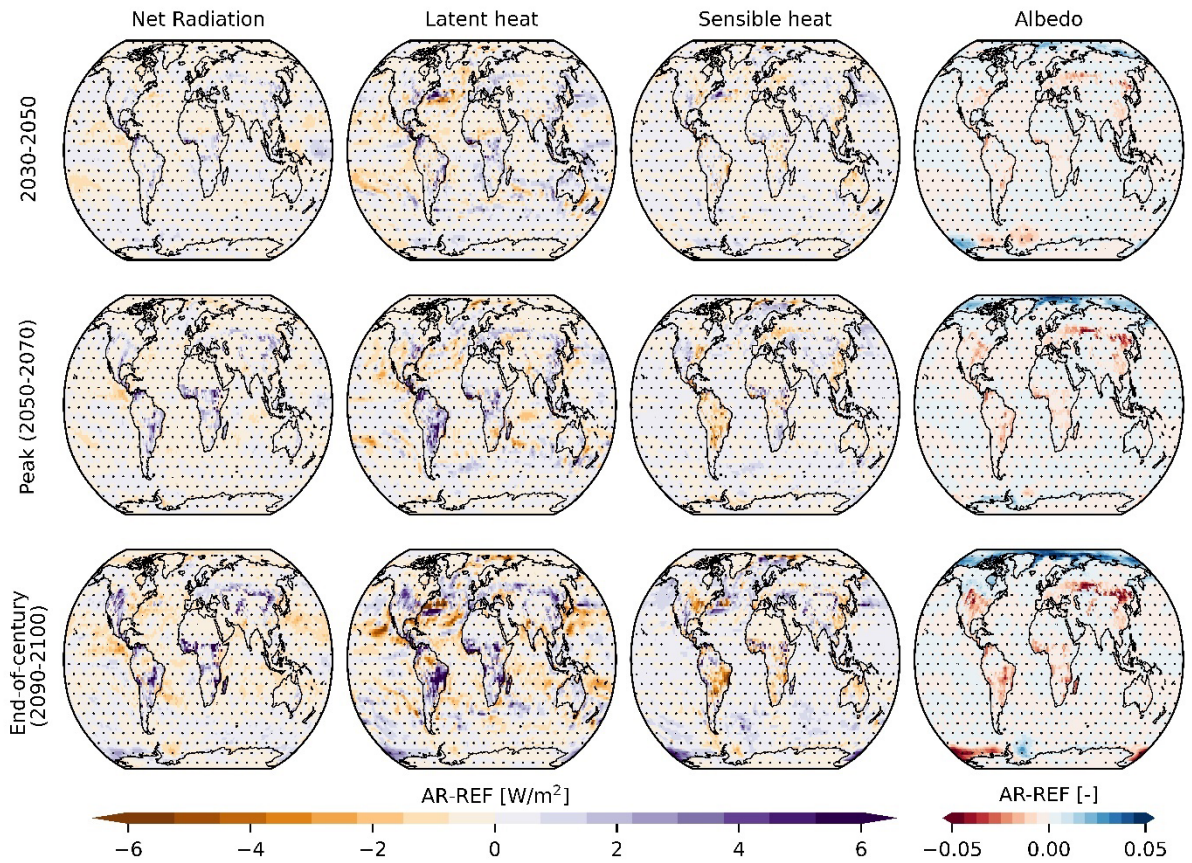 Net Radiation
Latent heat
Sensible heat
Albedo
2030-2050
Peak (2050-2070)
End-of-century
(2090-2100)
AR-REF [W/m²]
−6 −4 −2 0 2 4 6
AR-REF [-]
−0.05 0.00 0.05